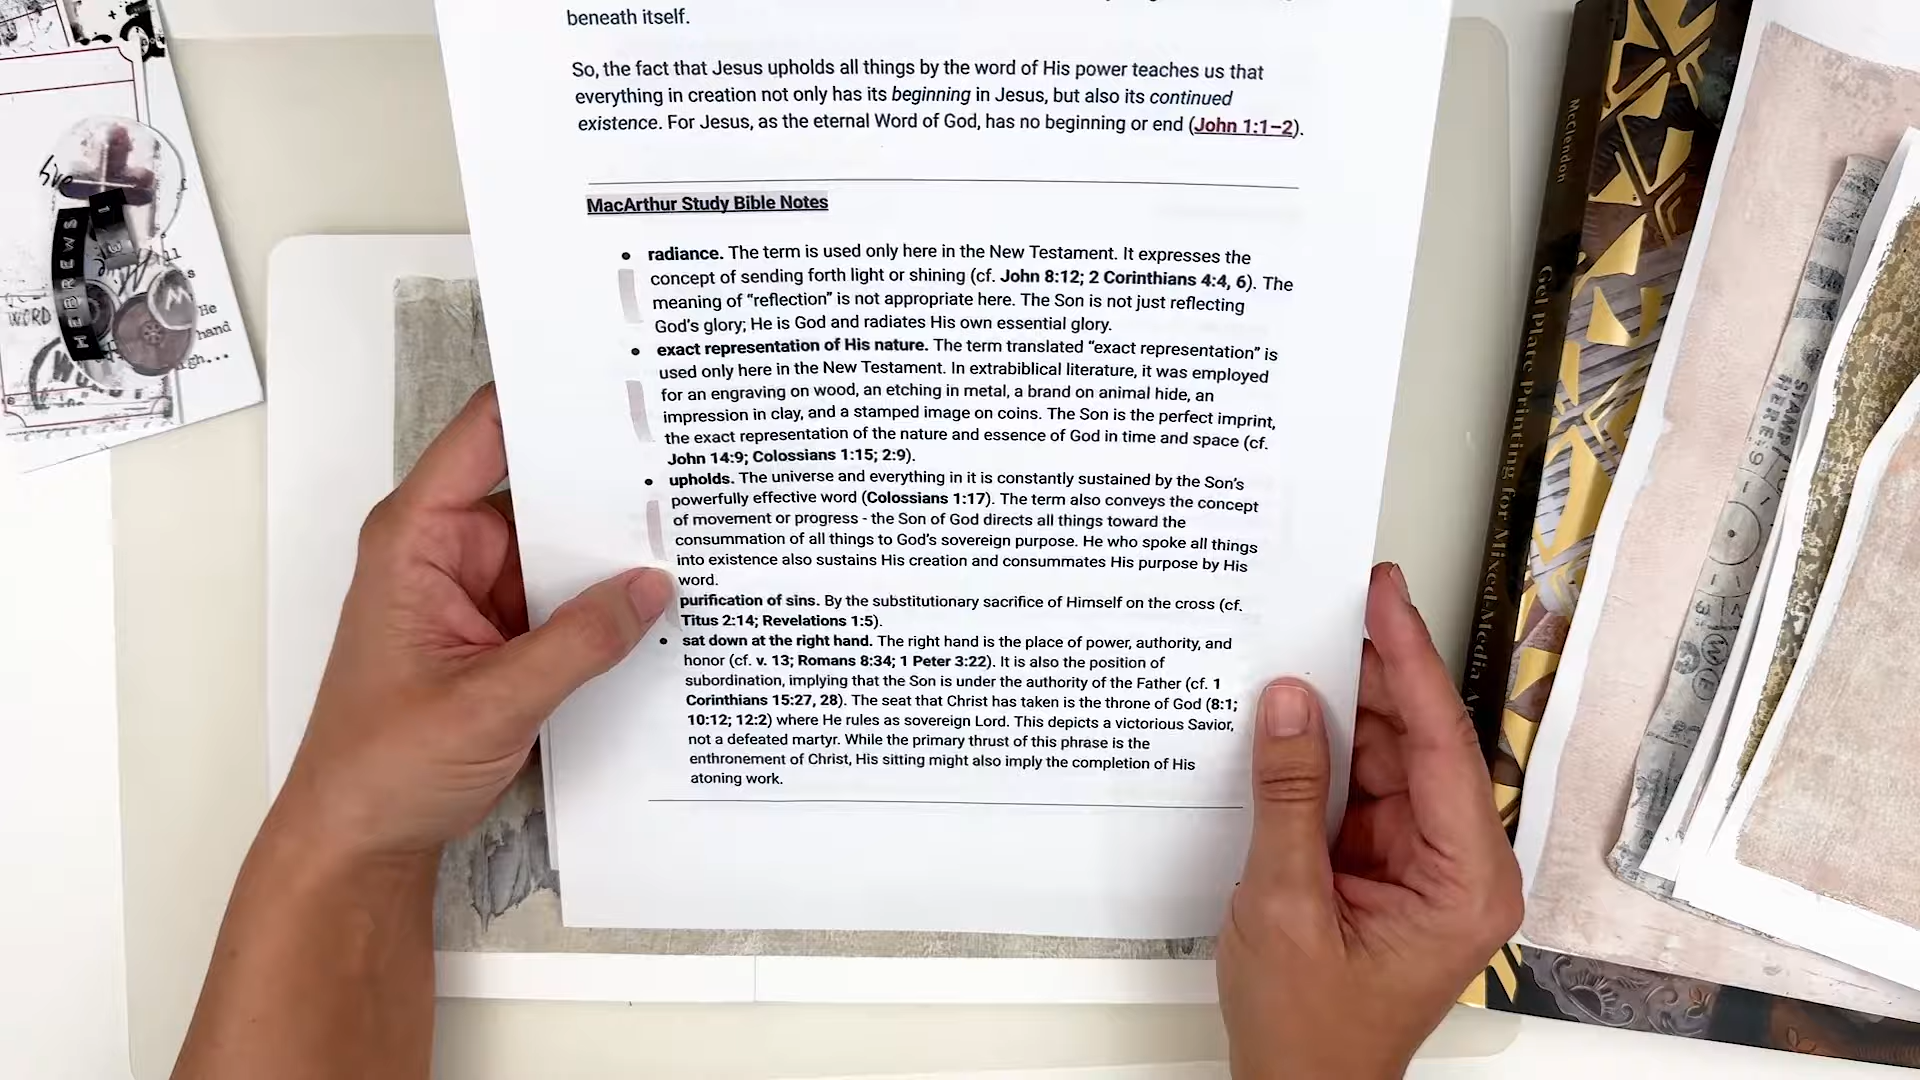 beneath itself.
So, the fact that Jesus upholds all things by the word of His power teaches us that
everything in creation not only has its beginning in Jesus, but also its continued
existence. For Jesus, as the eternal Word of God, has no beginning or end (John 1:1–2).
MacArthur Study Bible Notes
• radiance. The term is used only here in the New Testament. It expresses the
concept of sending forth light or shining (cf. John 8:12; 2 Corinthians 4:4, 6). The
meaning of “reflection” is not appropriate here. The Son is not just reflecting
God’s glory; He is God and radiates His own essential glory.
• exact representation of His nature. The term translated “exact representation” is
used only here in the New Testament. In extrabiblical literature, it was employed
for an engraving on wood, an etching in metal, a brand on animal hide, an
impression in clay, and a stamped image on coins. The Son is the perfect imprint,
the exact representation of the nature and essence of God in time and space (cf.
John 14:9; Colossians 1:15; 2:9).
• upholds. The universe and everything in it is constantly sustained by the Son’s
powerfully effective word (Colossians 1:17). The term also conveys the concept
of movement or progress - the Son of God directs all things toward the
consummation of all things to God’s sovereign purpose. He who spoke all things
into existence also sustains His creation and consummates His purpose by His
word.
purification of sins. By the substitutionary sacrifice of Himself on the cross (cf.
Titus 2:14; Revelations 1:5).
• sat down at the right hand. The right hand is the place of power, authority, and
honor (cf. v. 13; Romans 8:34; 1 Peter 3:22). It is also the position of
subordination, implying that the Son is under the authority of the Father (cf. 1
Corinthians 15:27, 28). The seat that Christ has taken is the throne of God (8:1;
10:12; 12:2) where He rules as sovereign Lord. This depicts a victorious Savior,
not a defeated martyr. While the primary thrust of this phrase is the
enthronement of Christ, His sitting might also imply the completion of His
atoning work.
HEBREWS
WORD
He
hand
M
McClendon
Gel Plate Printing for Mixed-Media A
STAMP
HERE